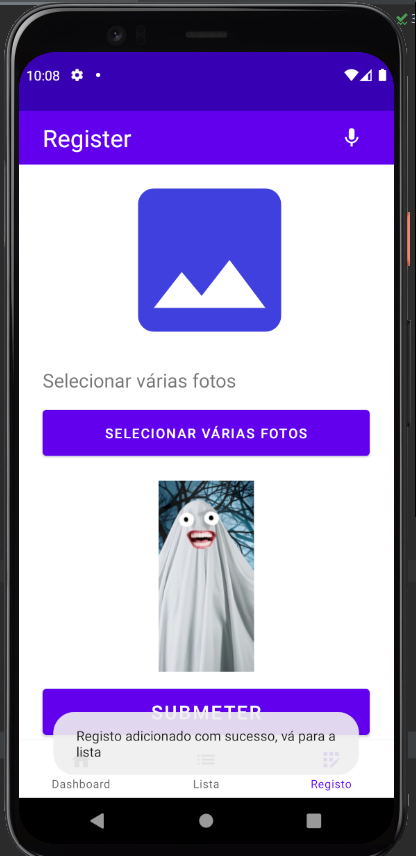 10:08
Register
Selecionar várias fotos
SELECIONAR VÁRIAS FOTOS
SUBMETER
Registo adicionado com sucesso, vá para a
lista
Dashboard
Lista
Registo